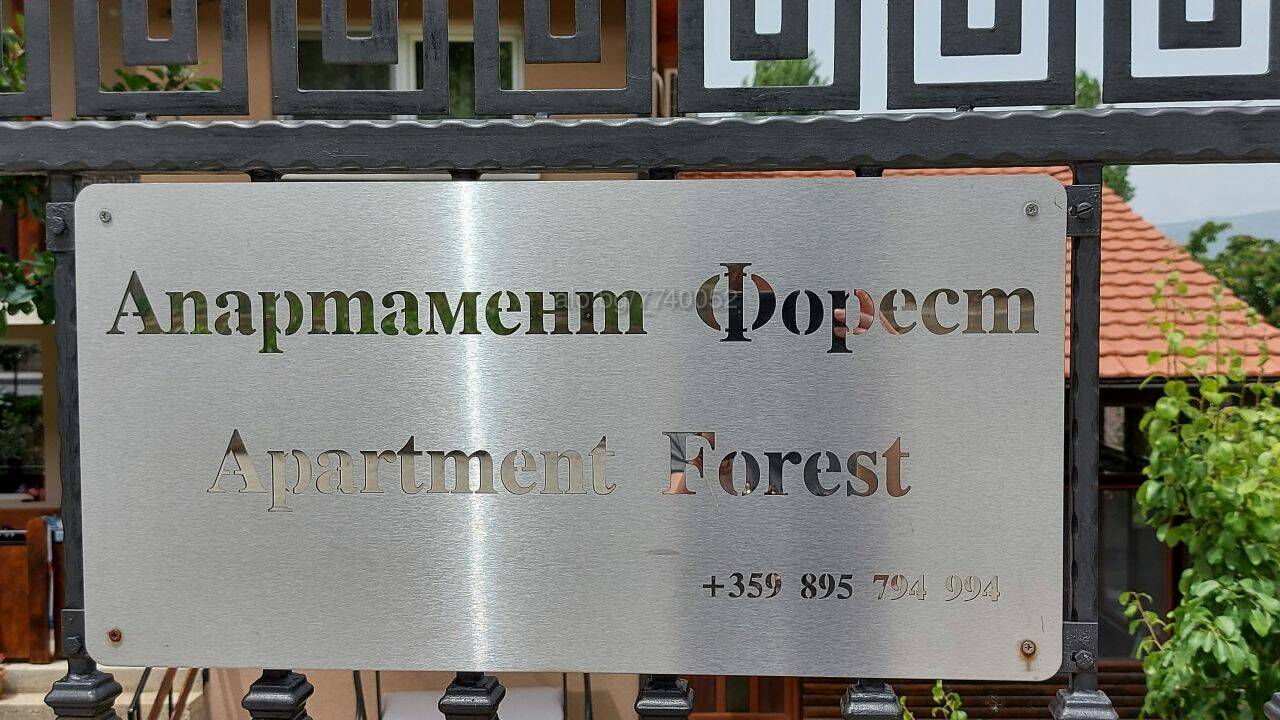 Апартамент Форест
Apartment Forest
+359 895 794 994